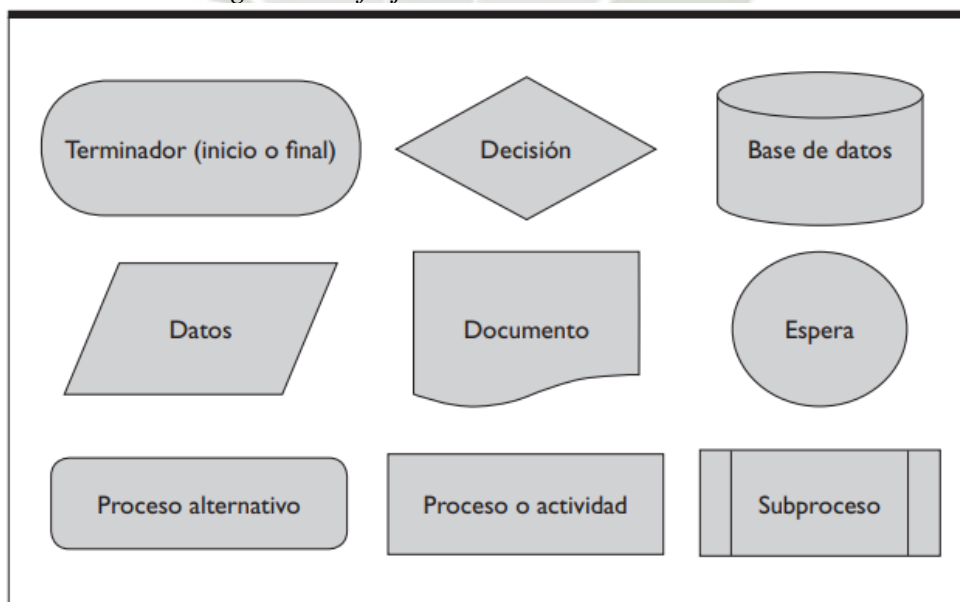 Terminador (inicio o final)
Decisión
Base de datos
Datos
Documento
Espera
Proceso alternativo
Proceso o actividad
Subproceso